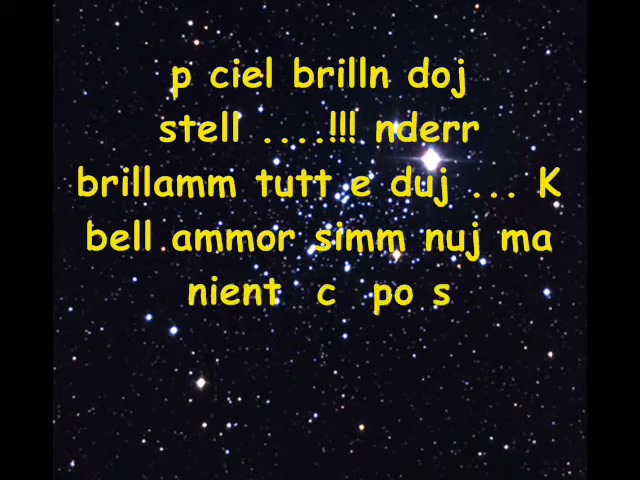 p ciel brilln doj
stell ....!!! nderr
brillamm tutt e duj ... K
bell ammor simm nuj ma
nient c po s